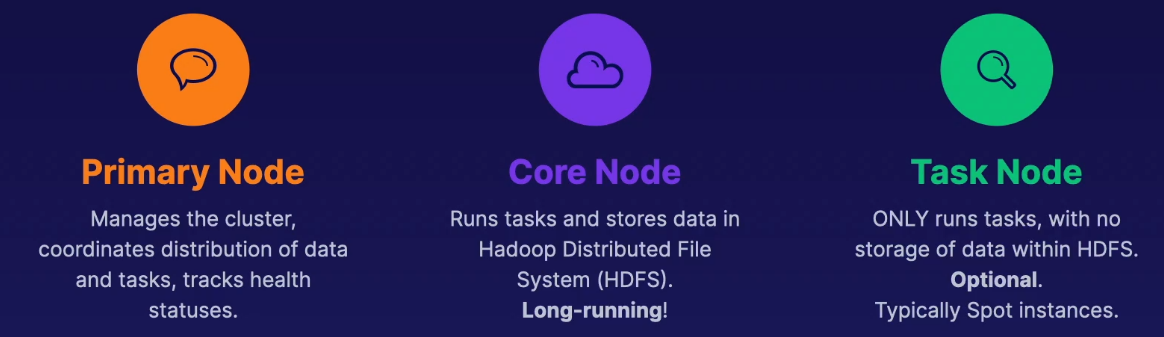 Primary Node
Manages the cluster,
coordinates distribution of data
and tasks, tracks health
statuses.
Core Node
Runs tasks and stores data in
Hadoop Distributed File
System (HDFS).
Long-running!
Task Node
ONLY runs tasks, with no
storage of data within HDFS.
Optional.
Typically Spot instances.